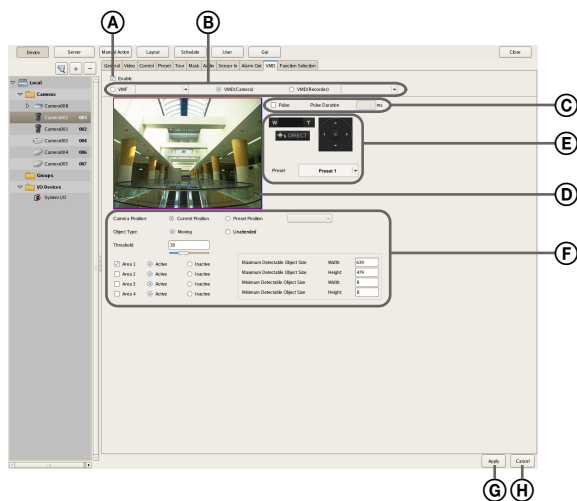 A
B
Device Server Manual Action Layout Schedule User Gui Close
General Video Control Preset Tour Mask Audio Sensor In Alarm Out VMD Function Selection
Enable
Local
VMF VMD(Camera) VMD(Recorder)
Cameras
Camera008
Pulse Pulse Duration ms
C
Camera002 003
Camera001 002
W T
Camera003 004
DIRECT
E
Camera004 006
Camera005 007
Preset Preset 1
Groups
I/O Devices
System I/O
D
Camera Position: Current Position Preset Position
Object Type: Moving Unattended
Threshold: 30
F
Area 1 Active Inactive
Area 2 Active Inactive
Area 3 Active Inactive
Area 4 Active Inactive
Maximum Detectable Object Size Width: 639
Maximum Detectable Object Size Height: 479
Minimum Detectable Object Size Width: 8
Minimum Detectable Object Size Height: 8
Apply Cancel
G H